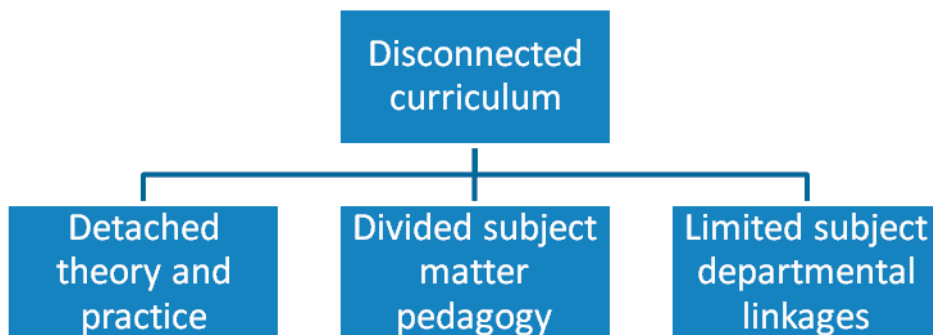 Disconnected
curriculum
Detached
theory and
practice
Divided subject
matter
pedagogy
Limited subject
departmental
linkages